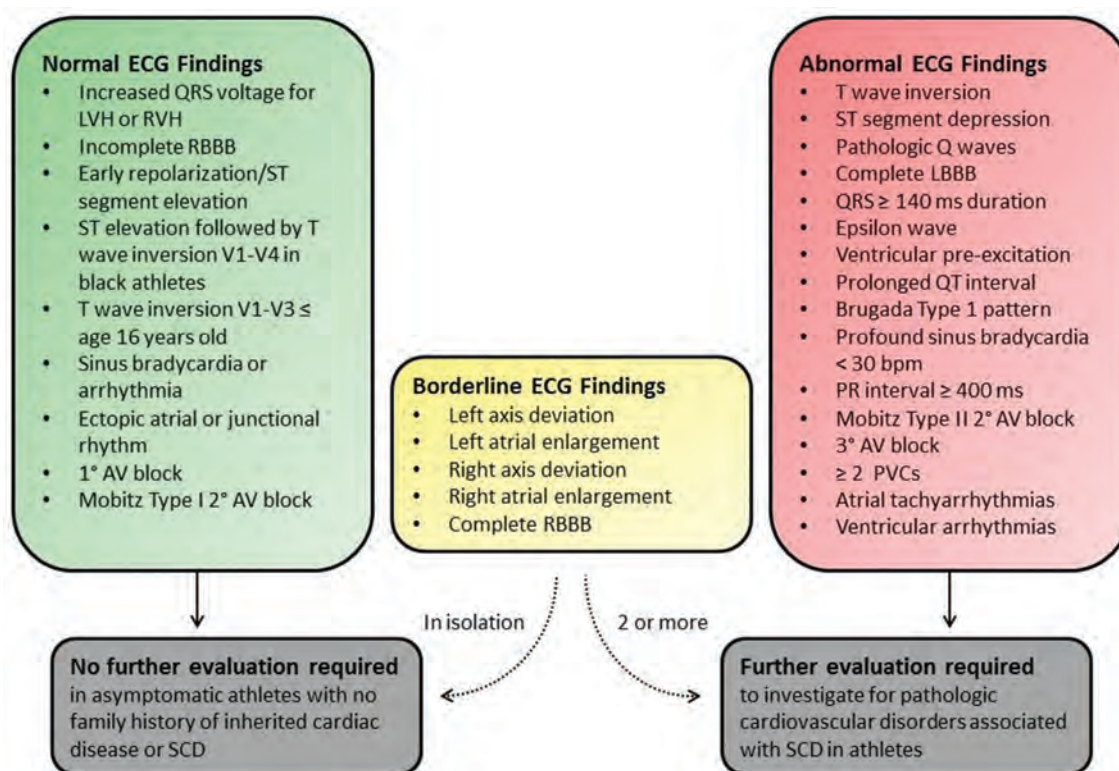 Normal ECG Findings
• Increased QRS voltage for
LVH or RVH
• Incomplete RBBB
• Early repolarization/ST
segment elevation
• ST elevation followed by T
wave inversion V1-V4 in
black athletes
• T wave inversion V1-V3 ≤
age 16 years old
• Sinus bradycardia or
arrhythmia
• Ectopic atrial or junctional
rhythm
• 1° AV block
• Mobitz Type I 2° AV block
Borderline ECG Findings
• Left axis deviation
• Left atrial enlargement
• Right axis deviation
• Right atrial enlargement
• Complete RBBB
Abnormal ECG Findings
• T wave inversion
• ST segment depression
• Pathologic Q waves
• Complete LBBB
• QRS ≥ 140 ms duration
• Epsilon wave
• Ventricular pre-excitation
• Prolonged QT interval
• Brugada Type 1 pattern
• Profound sinus bradycardia
< 30 bpm
• PR interval ≥ 400 ms
• Mobitz Type II 2° AV block
• 3° AV block
• ≥ 2 PVCs
• Atrial tachyarrhythmias
• Ventricular arrhythmias
In isolation
2 or more
No further evaluation required
in asymptomatic athletes with no
family history of inherited cardiac
disease or SCD
Further evaluation required
to investigate for pathologic
cardiovascular disorders associated
with SCD in athletes